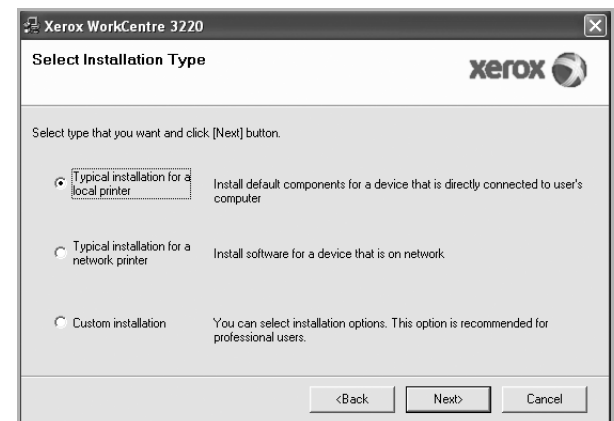 Xerox WorkCentre 3220
Select Installation Type
xerox
Select type that you want and click [Next] button.
Typical installation for a
local printer
Install default components for a device that is directly connected to user's
computer
Typical installation for a
network printer
Install software for a device that is on network
Custom installation
You can select installation options. This option is recommended for
professional users.
<Back
Next>
Cancel